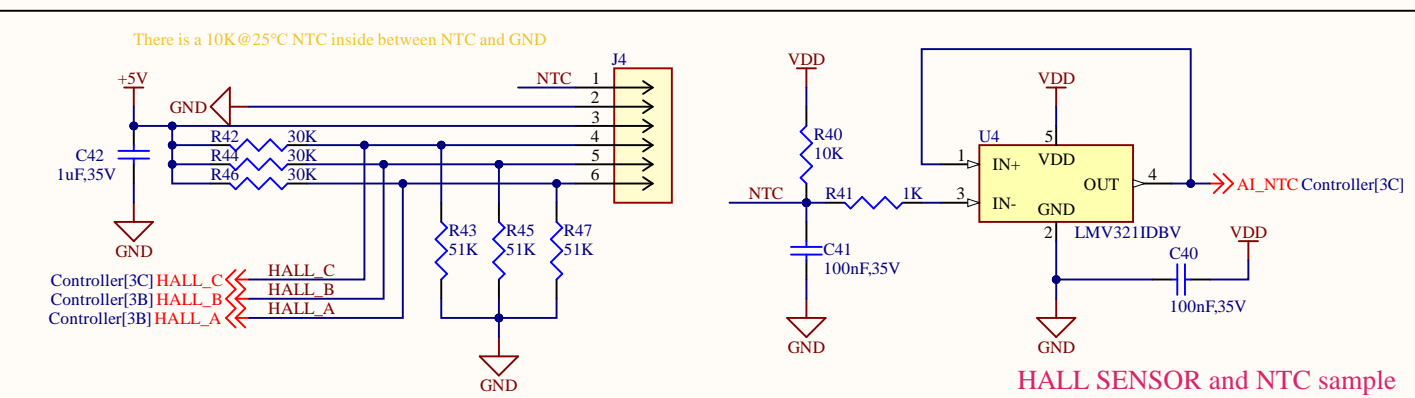 There is a 10K@25°C NTC inside between NTC and GND
J4
+5V
NTC 1
GND 2
3
R42 30K 4
R44 30K 5
R46 30K 6
C42
1uF,35V
GND
R43
51K
R45
51K
R47
51K
Controller[3C] HALL_C HALL_C
Controller[3B] HALL_B HALL_B
Controller[3B] HALL_A HALL_A
GND
VDD
R40
10K
NTC R41 1K
C41
100nF,35V
GND
VDD
U4 5
1 IN+ VDD
OUT 4 AI_NTC Controller[3C]
3 IN- GND
2 LMV321IDBV
VDD
C40
100nF,35V
GND
HALL SENSOR and NTC sample